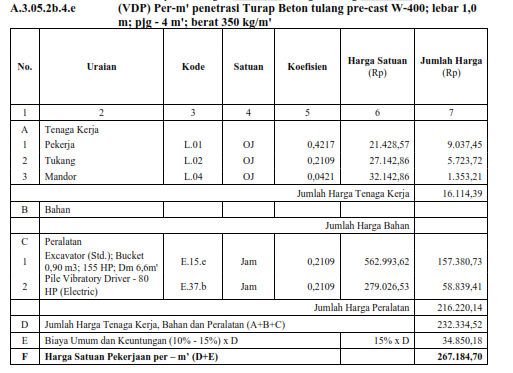 A.3.05.2b.4.e (VDP) Per-m' penetrasi Turap Beton tulang pre-cast W-400; lebar 1,0
m; pjg - 4 m'; berat 350 kg/m'
No. Uraian Kode Satuan Koefisien Harga Satuan (Rp) Jumlah Harga (Rp)
1 2 3 4 5 6 7
A Tenaga Kerja
1 Pekerja L.01 OJ 0,4217 21.428,57 9.037,45
2 Tukang L.02 OJ 0,2109 27.142,86 5.723,72
3 Mandor L.04 OJ 0,0421 32.142,86 1.353,21
Jumlah Harga Tenaga Kerja 16.114,39
B Bahan
Jumlah Harga Bahan
C Peralatan
1 Excavator (Std.); Bucket 0,90 m3; 155 HP; Dm 6,6m' E.15.e Jam 0,2109 562.993,62 157.380,73
2 Pile Vibratory Driver - 80 HP (Electric) E.37.b Jam 0,2109 279.026,53 58.839,41
Jumlah Harga Peralatan 216.220,14
D Jumlah Harga Tenaga Kerja, Bahan dan Peralatan (A+B+C) 232.334,52
E Biaya Umum dan Keuntungan (10% - 15%) x D 15% x D 34.850,18
F Harga Satuan Pekerjaan per – m’ (D+E) 267.184,70